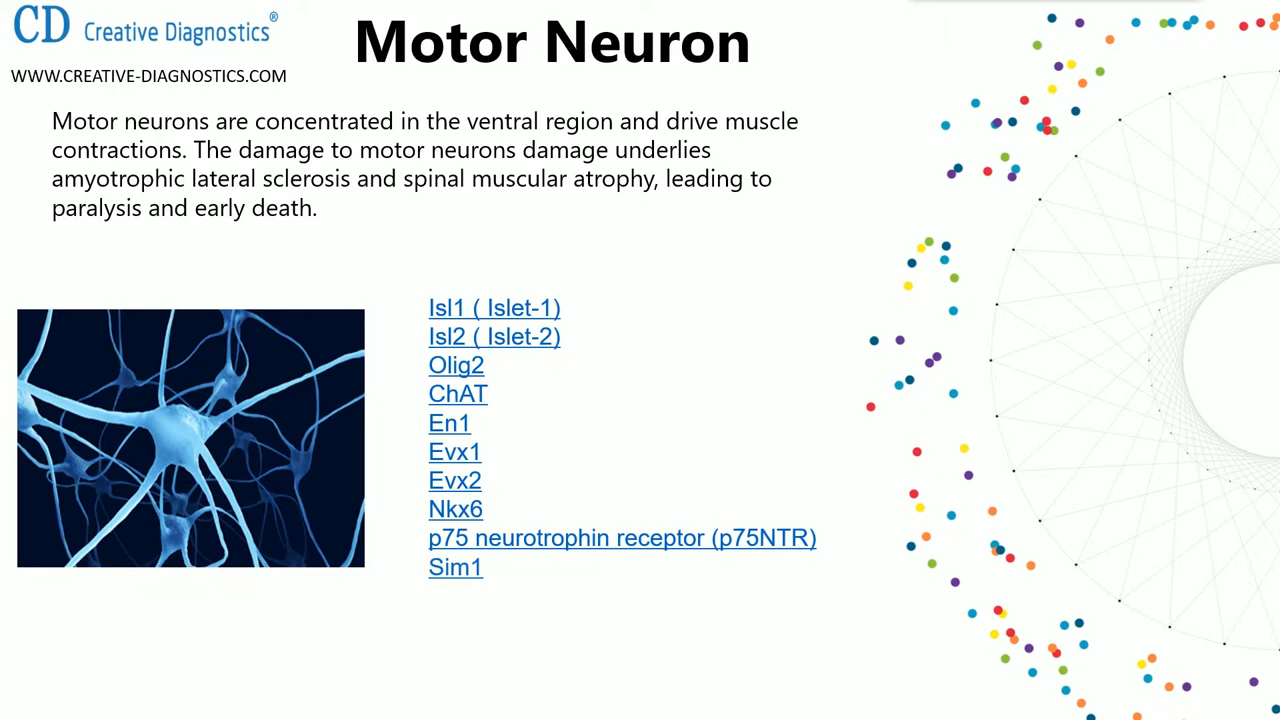 CD Creative Diagnostics®
WWW.CREATIVE-DIAGNOSTICS.COM
Motor Neuron
Motor neurons are concentrated in the ventral region and drive muscle
contractions. The damage to motor neurons damage underlies
amyotrophic lateral sclerosis and spinal muscular atrophy, leading to
paralysis and early death.
Isl1 ( Islet-1)
Isl2 ( Islet-2)
Olig2
ChAT
En1
Evx1
Evx2
Nkx6
p75 neurotrophin receptor (p75NTR)
Sim1